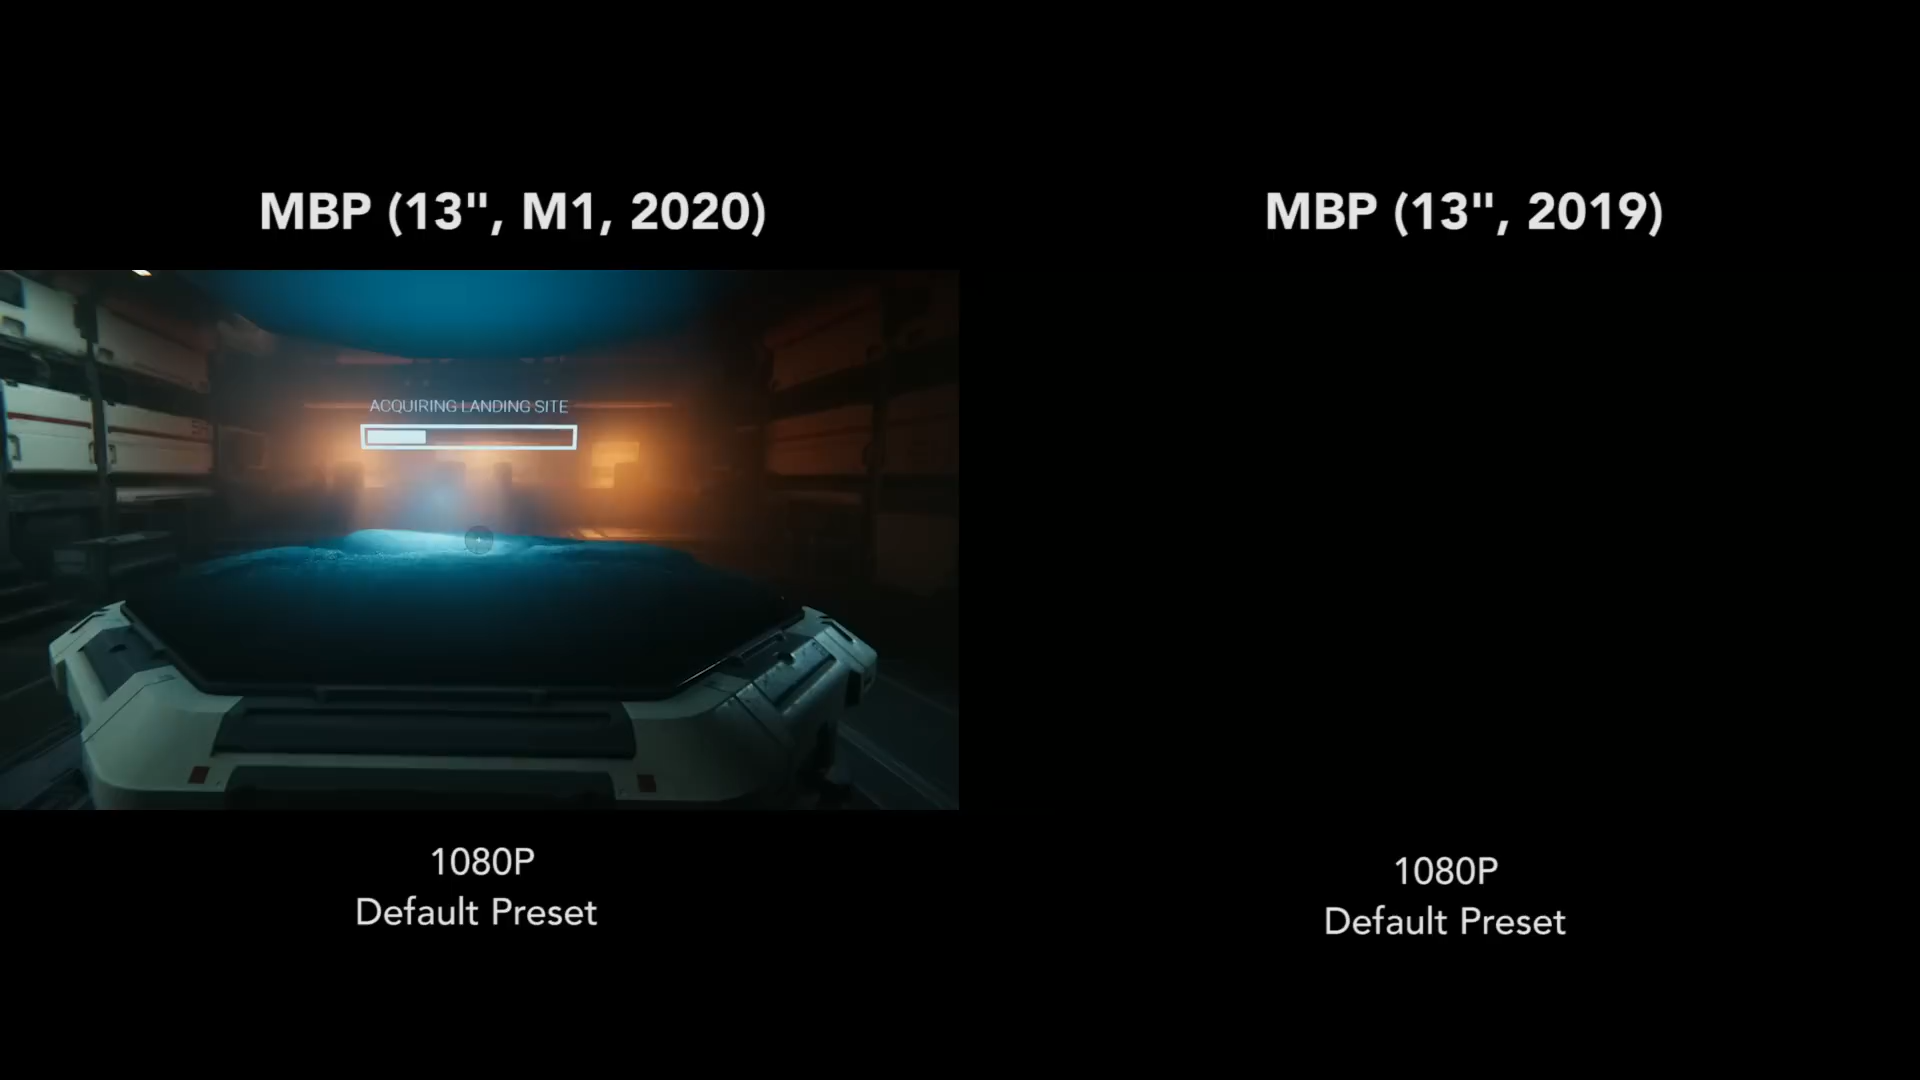 MBP (13", M1, 2020)
MBP (13", 2019)
ACQUIRING LANDING SITE
1080P
Default Preset
1080P
Default Preset